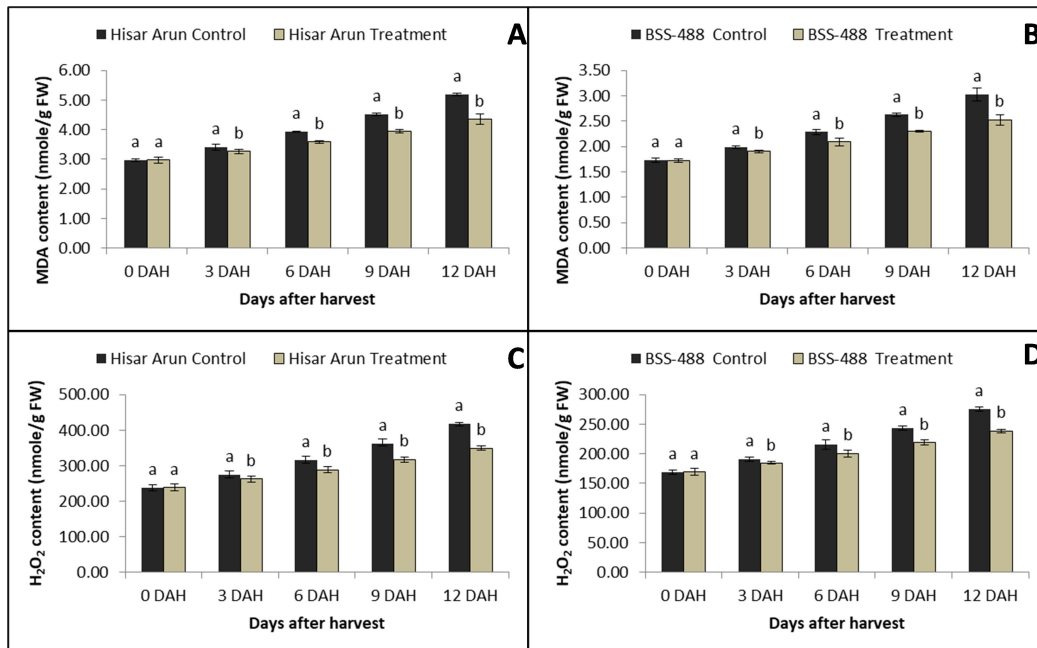 Hisar Arun Control Hisar Arun Treatment A
6.00
5.00
4.00
3.00
2.00
1.00
0.00
MDA content (nmole/g FW)
a a a b a b a b a b
0 DAH 3 DAH 6 DAH 9 DAH 12 DAH
Days after harvest
BSS-488 Control BSS-488 Treatment B
3.50
3.00
2.50
2.00
1.50
1.00
0.50
0.00
MDA content (nmole/g FW)
a a a b a b a b a b
0 DAH 3 DAH 6 DAH 9 DAH 12 DAH
Days after harvest
Hisar Arun Control Hisar Arun Treatment C
500.00
400.00
300.00
200.00
100.00
0.00
H₂O₂ content (nmole/g FW)
a a a b a b a b a b
0 DAH 3 DAH 6 DAH 9 DAH 12 DAH
Days after harvest
BSS-488 Control BSS-488 Treatment D
300.00
250.00
200.00
150.00
100.00
50.00
0.00
H₂O₂ content (nmole/g FW)
a a a b a b a b a b
0 DAH 3 DAH 6 DAH 9 DAH 12 DAH
Days after harvest